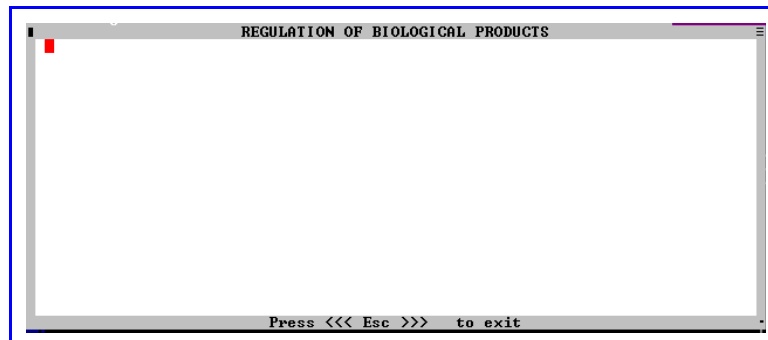 REGULATION OF BIOLOGICAL PRODUCTS
Press <<< Esc >>> to exit